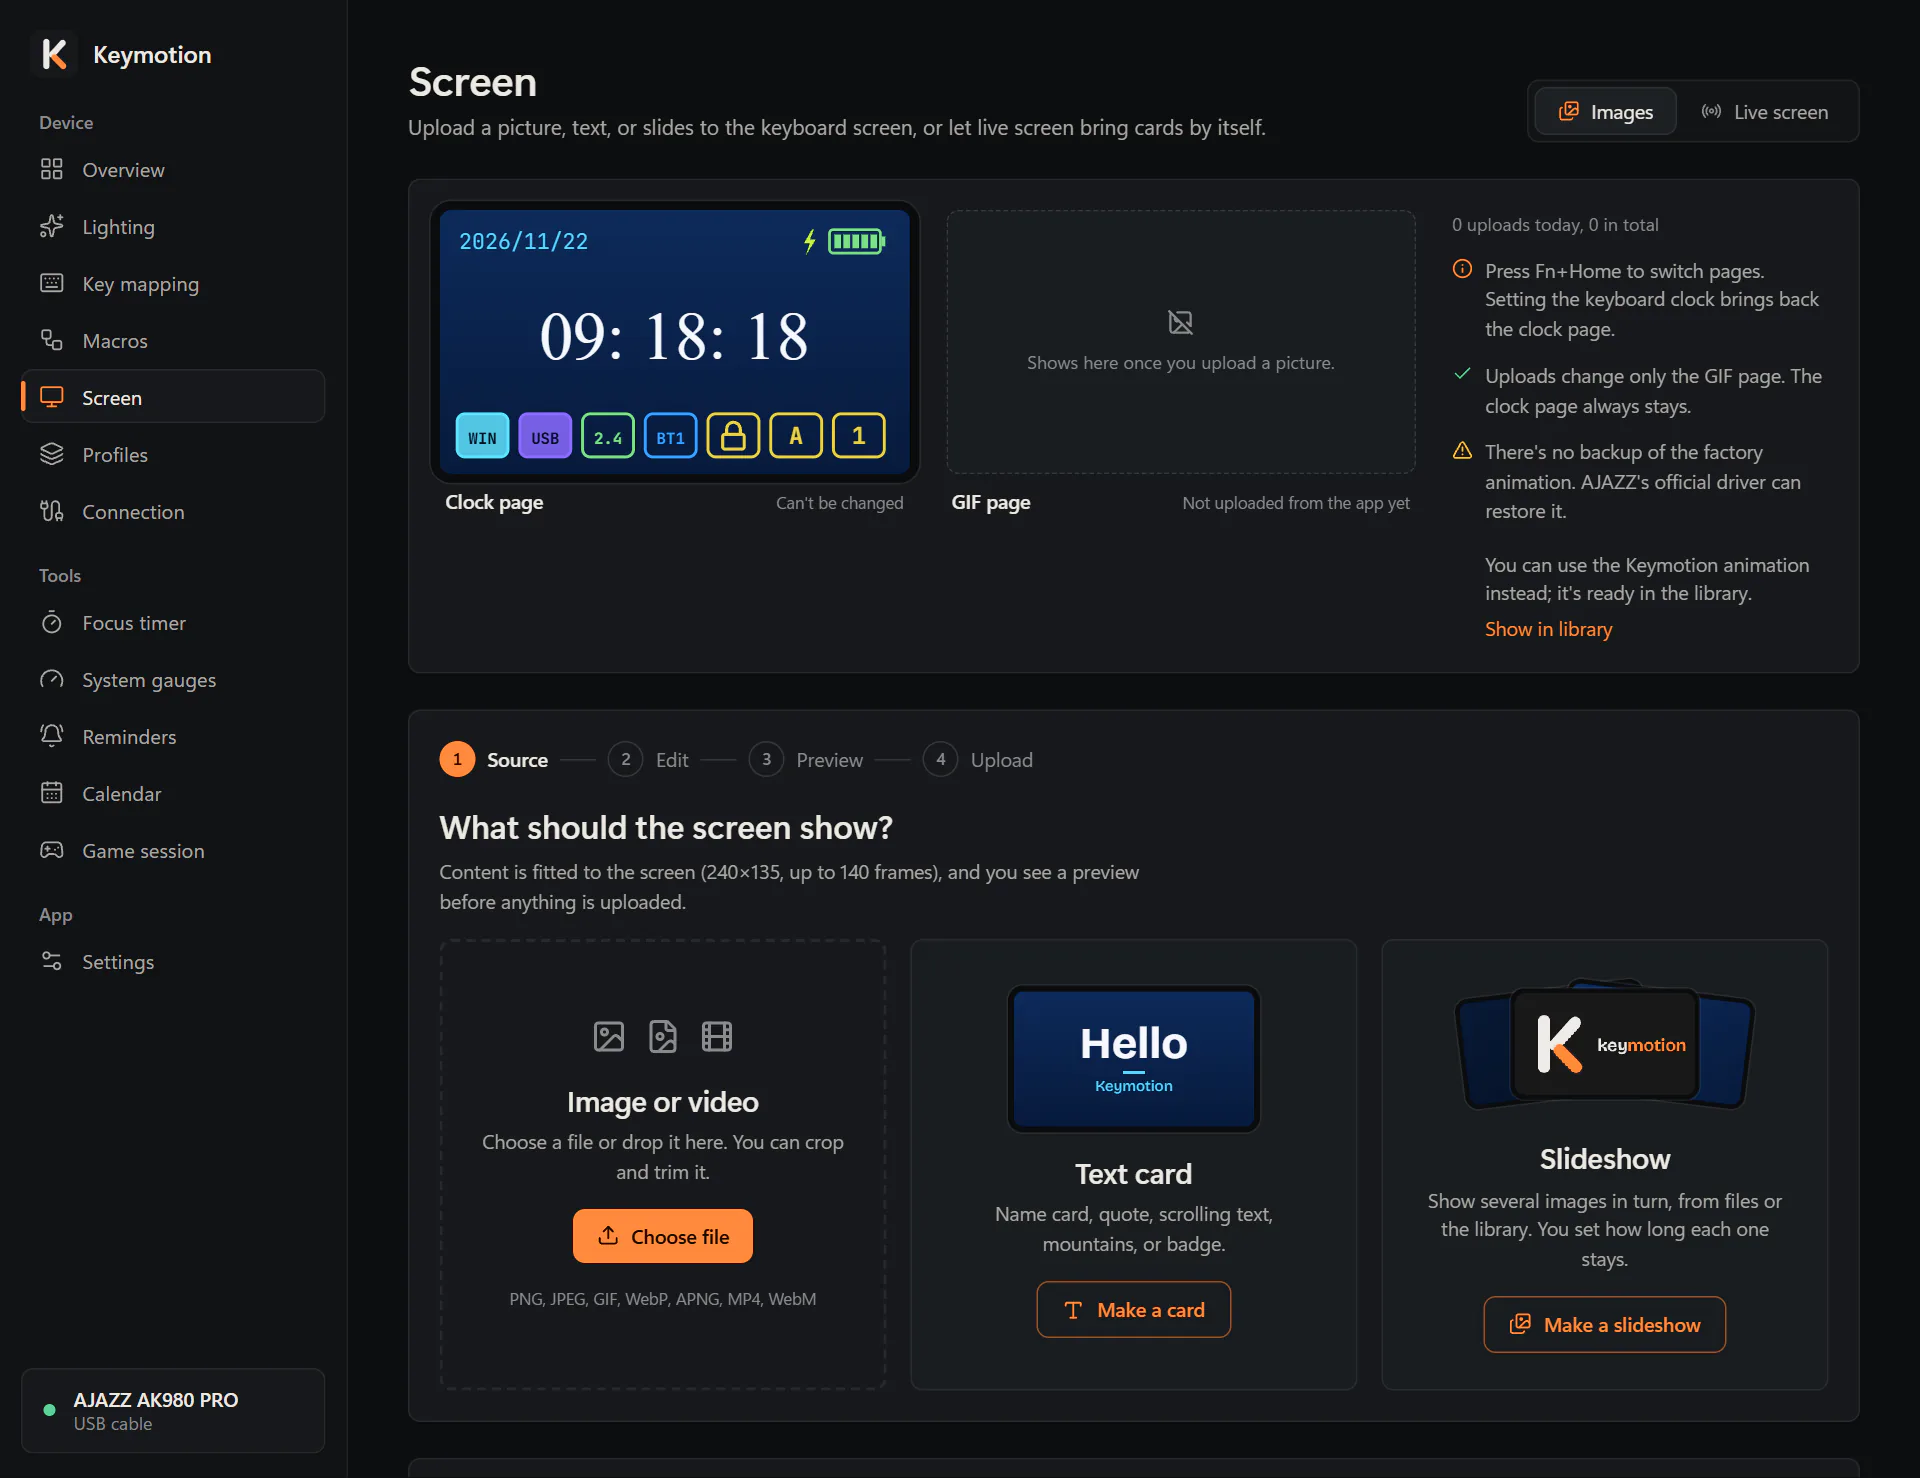 Keymotion
Device
Overview
Lighting
Key mapping
Macros
Screen
Profiles
Connection
Tools
Focus timer
System gauges
Reminders
Calendar
Game session
App
Settings
AJAZZ AK980 PRO
USB cable
Screen
Upload a picture, text, or slides to the keyboard screen, or let live screen bring cards by itself.
Images
Live screen
2026/11/22
09: 18: 18
WIN
USB
2.4
BT1
A
1
Clock page
Can't be changed
Shows here once you upload a picture.
GIF page
Not uploaded from the app yet
0 uploads today, 0 in total
Press Fn+Home to switch pages.
Setting the keyboard clock brings back
the clock page.
Uploads change only the GIF page. The
clock page always stays.
There's no backup of the factory
animation. AJAZZ's official driver can
restore it.
You can use the Keymotion animation
instead; it's ready in the library.
Show in library
1 Source
2 Edit
3 Preview
4 Upload
What should the screen show?
Content is fitted to the screen (240×135, up to 140 frames), and you see a preview
before anything is uploaded.
Image or video
Choose a file or drop it here. You can crop
and trim it.
Choose file
PNG, JPEG, GIF, WebP, APNG, MP4, WebM
Hello
Keymotion
Text card
Name card, quote, scrolling text,
mountains, or badge.
Make a card
keymotion
Slideshow
Show several images in turn, from files or
the library. You set how long each one
stays.
Make a slideshow